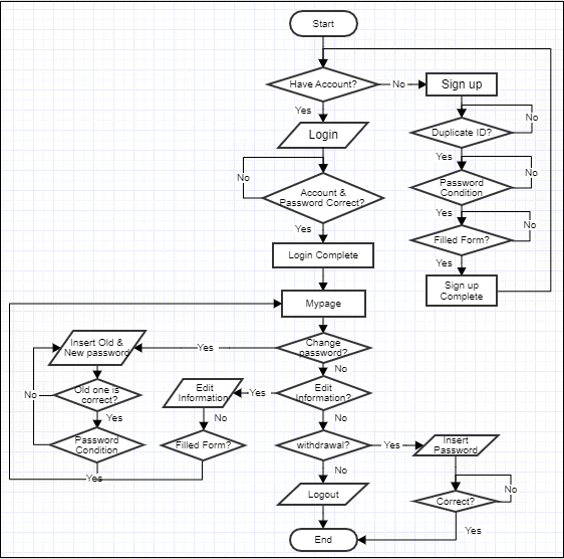 Start
Have Account?
No
Sign up
Yes
No
Login
Duplicate ID?
Yes
No
No
Account &
Password Correct?
Password
Condition
Yes
No
Yes
Filled Form?
Login Complete
Yes
Sign up
Complete
Mypage
Insert Old &
New password
Yes
Change
password?
No
No
Old one is
correct?
Edit
Information
Yes
Edit
Information?
Yes
No
No
Password
Condition
Filled Form?
withdrawal?
Yes
Insert
Password
Yes
No
No
Logout
Correct?
Yes
End